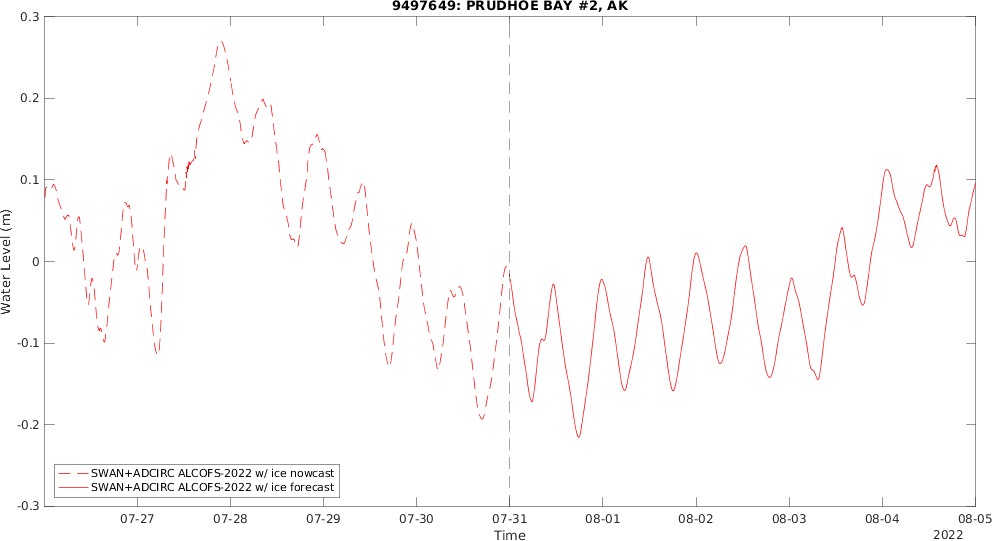 9497649: PRUDHOE BAY #2, AK
0.3
0.2
0.1
0
-0.1
-0.2
-0.3
Water Level (m)
SWAN+ADCIRC ALCOFS-2022 w/ ice nowcast
SWAN+ADCIRC ALCOFS-2022 w/ ice forecast
07-27 07-28 07-29 07-30 07-31 08-01 08-02 08-03 08-04 08-05
Time
2022